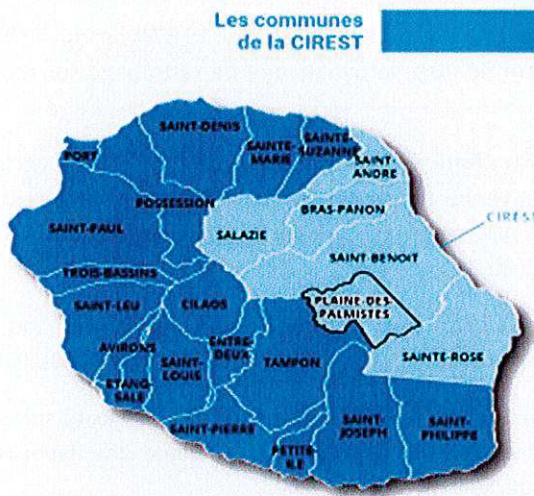 Les communes
de la CIREST
SAINT-DENIS
SAINTE-
MARIE
SAINTE-
SUZANNE
PORT
SAINT-
ANDRE
POSSESSION
BRAS-PANON
SAINT-PAUL
SALAZIE
CIREST
SAINT-BENOIT
TROIS-BASSINS
CILAOS
PLAINE-DES-
PALMISTES
SAINT-LEU
AVIRONS
ENTRE-
DEUX
SAINT-
LOUIS
TAMPON
SAINTE-ROSE
ETANG-
SALE
SAINT-PIERRE
SAINT-
JOSEPH
SAINT-
PHILIPPE
PETITE-
ILE